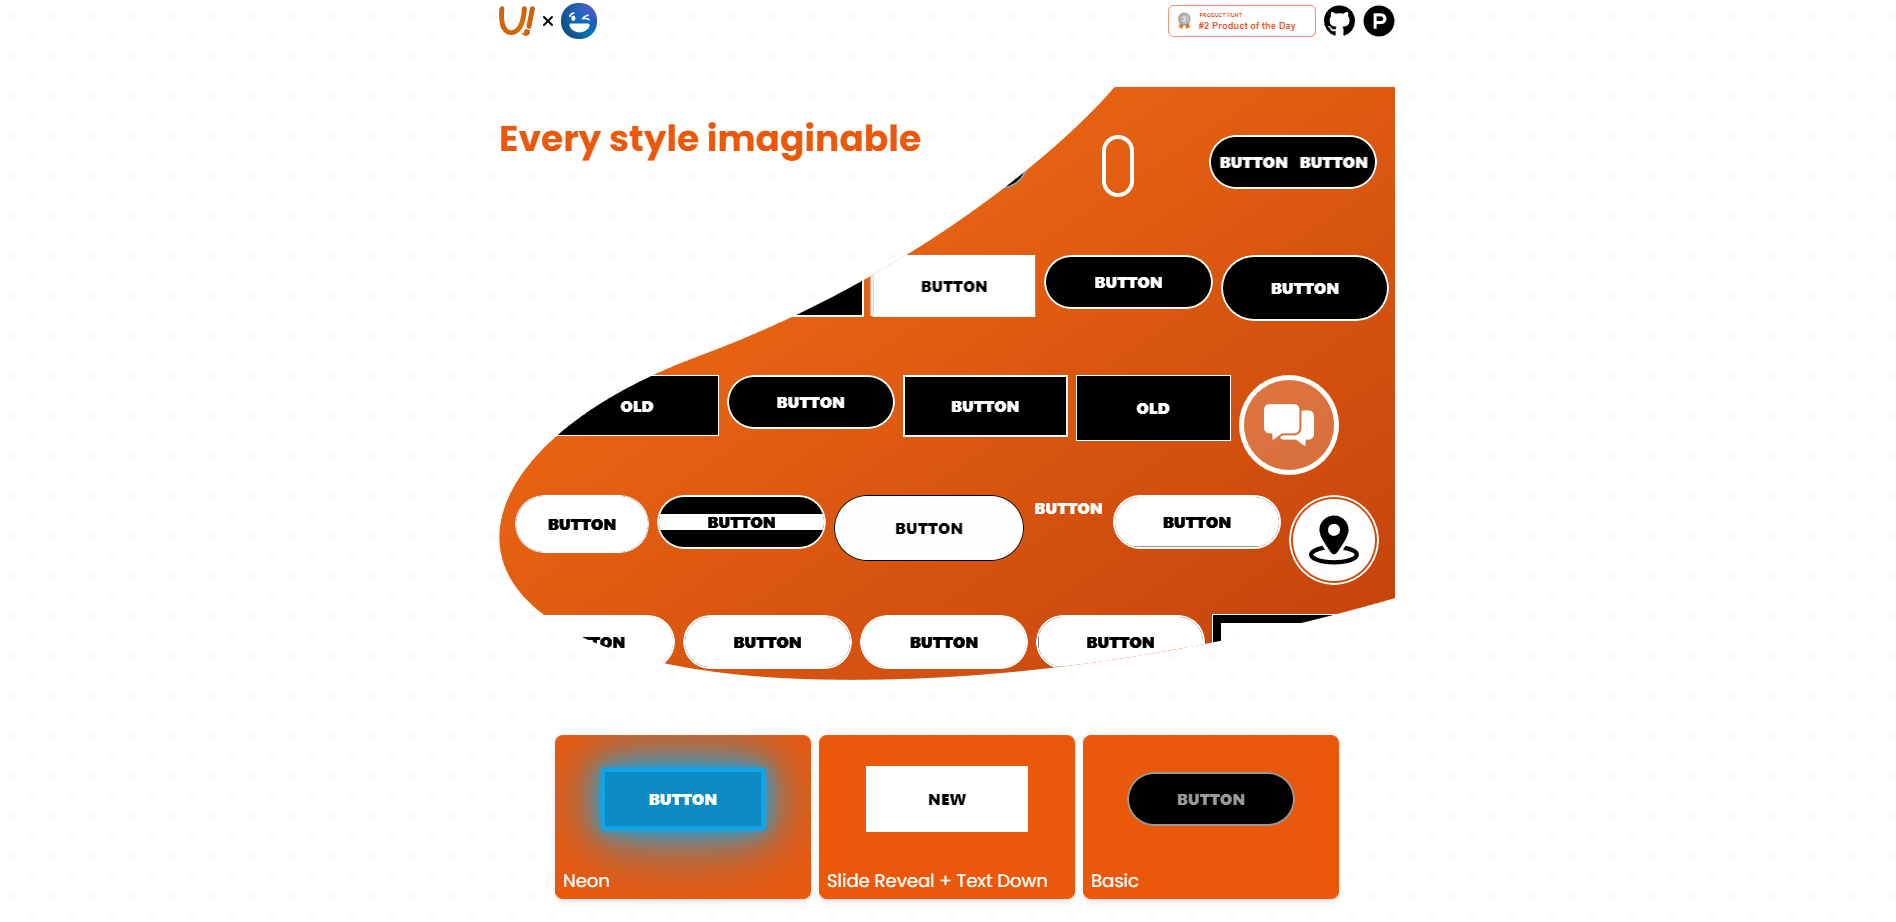 U! ×
PRODUCT HUNT
#2 Product of the Day
Every style imaginable
BUTTON BUTTON
BUTTON BUTTON BUTTON
OLD BUTTON BUTTON OLD
BUTTON BUTTON BUTTON BUTTON BUTTON
TON BUTTON BUTTON BUTTON
BUTTON
Neon
NEW
Slide Reveal + Text Down
BUTTON
Basic